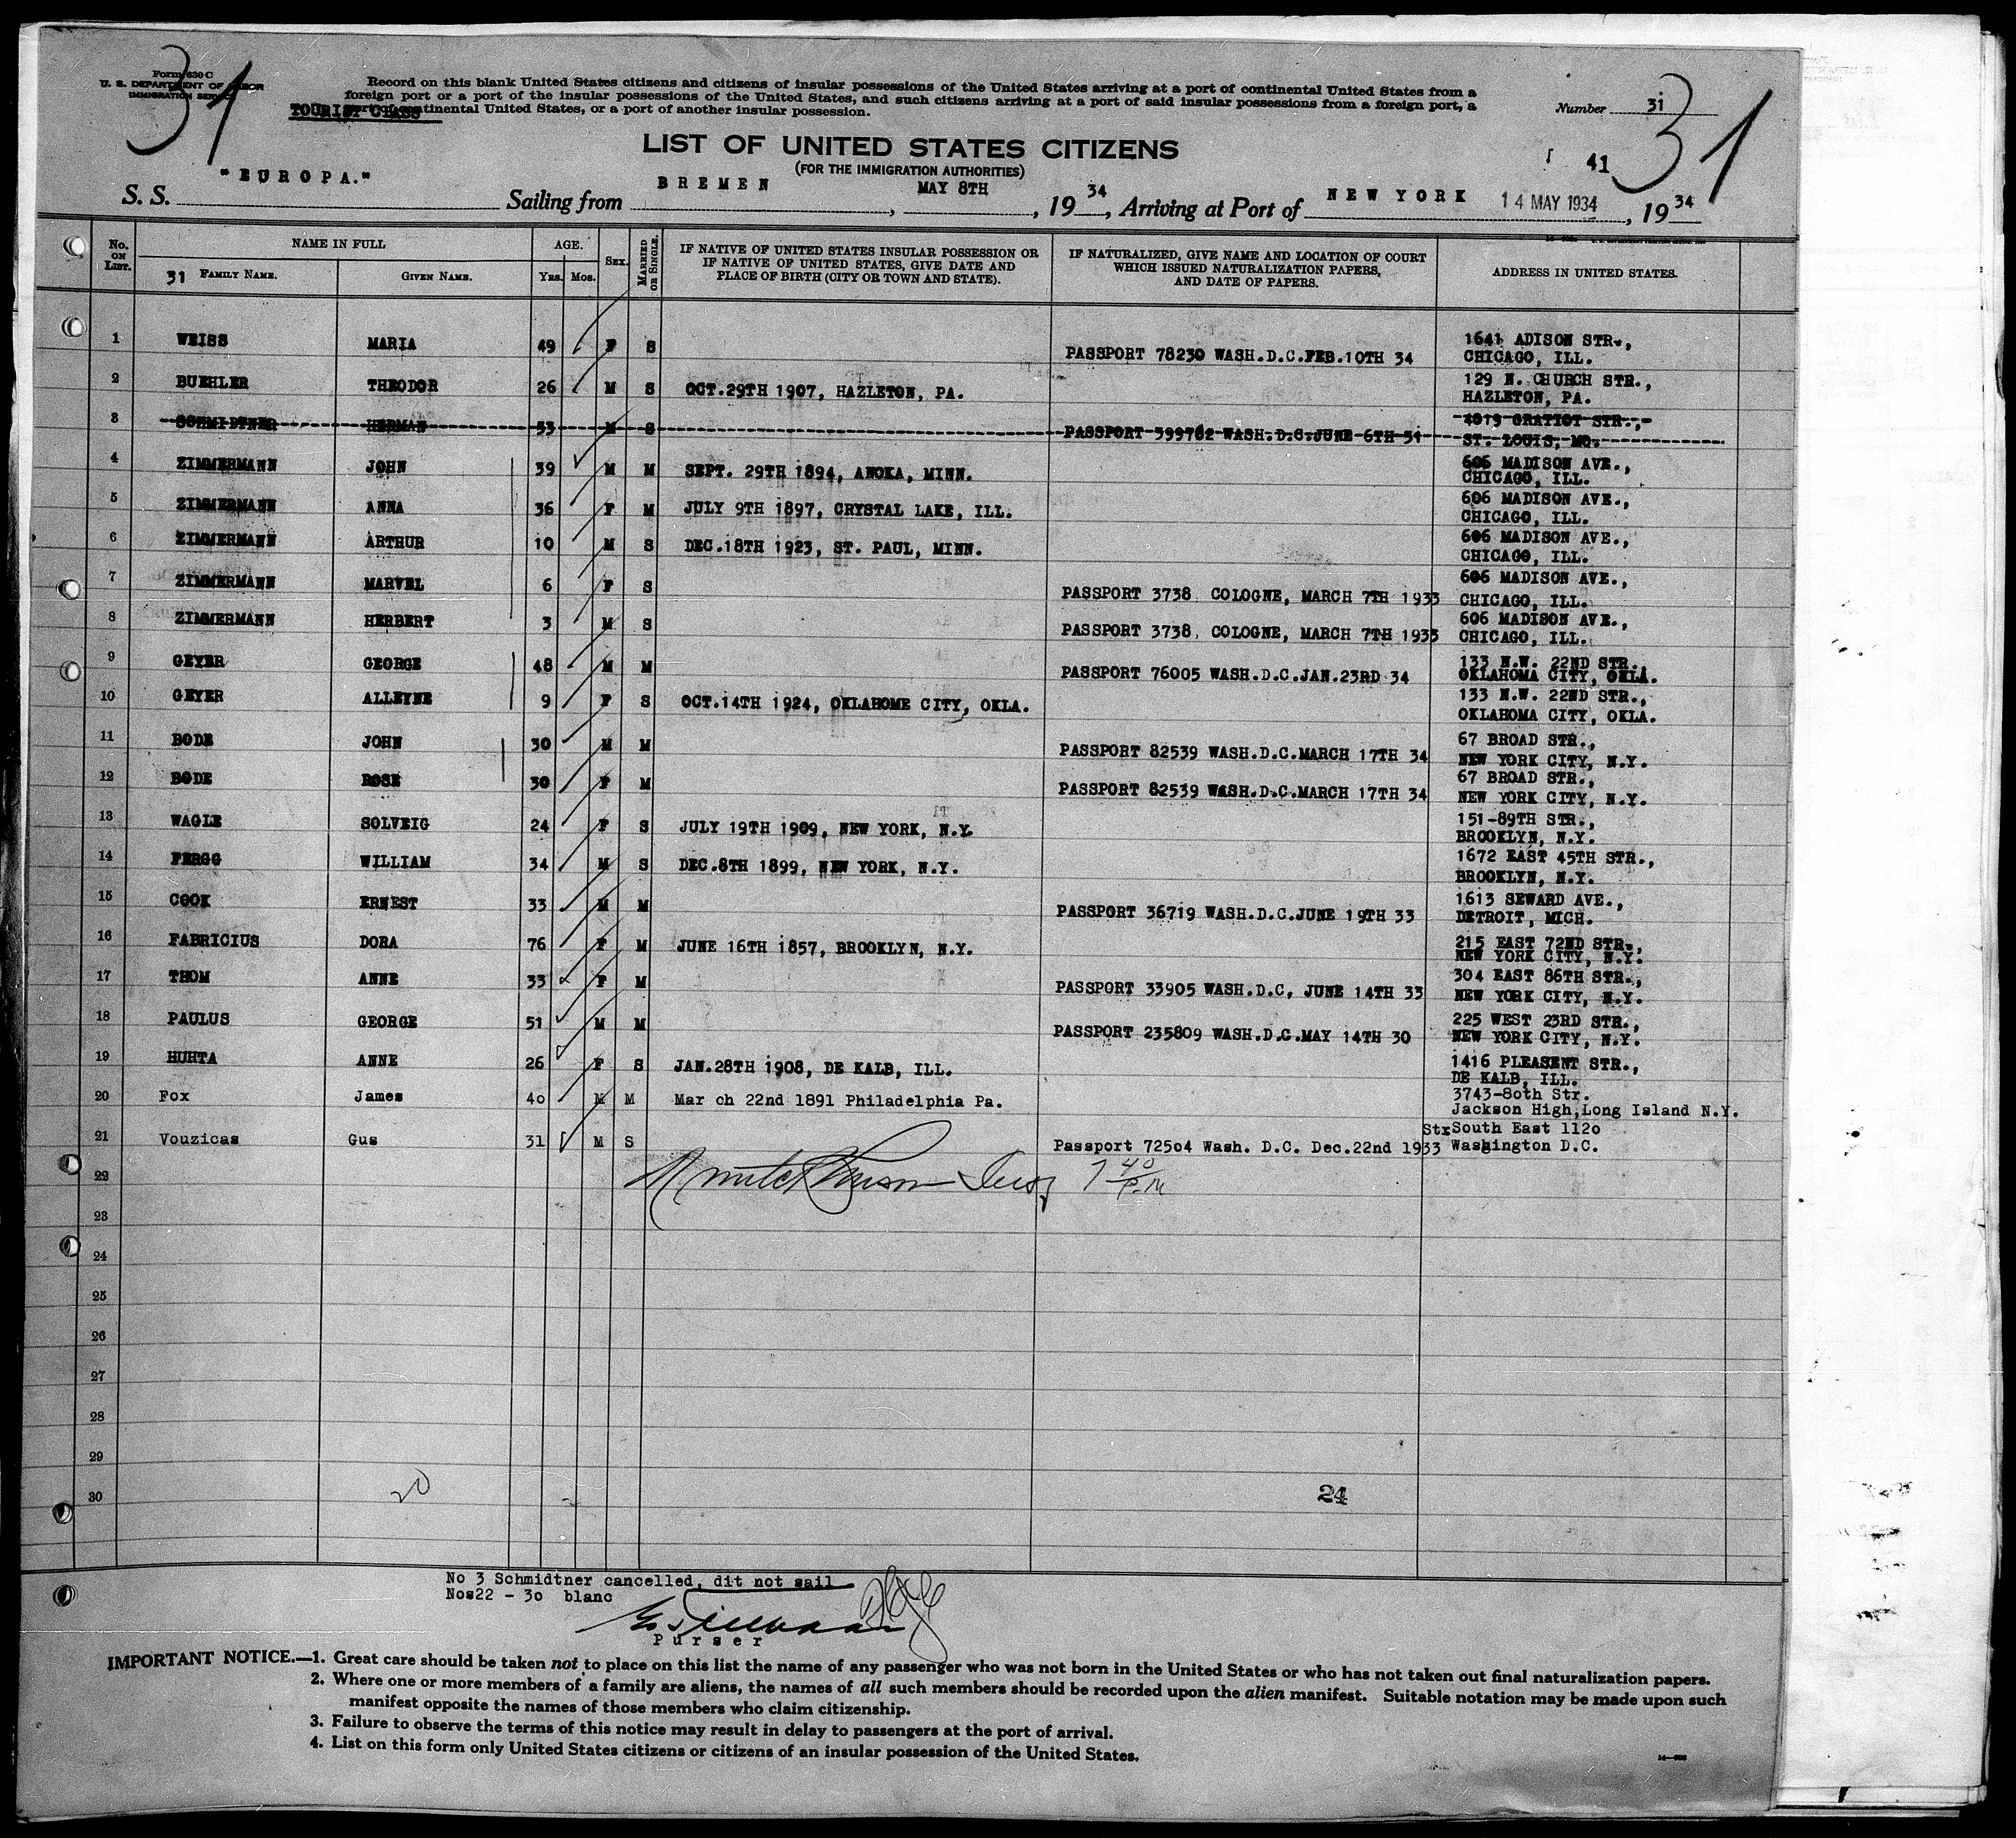 31
Form 630 C
U. S. DEPARTMENT OF LABOR
IMMIGRATION SERVICE
TOURIST CLASS
Record on this blank United States citizens and citizens of insular possessions of the United States arriving at a port of continental United States from a
foreign port or a port of the insular possessions of the United States, and such citizens arriving at a port of said insular possessions from a foreign port, a
port of continental United States, or a port of another insular possession.
Number 31
31
LIST OF UNITED STATES CITIZENS
(FOR THE IMMIGRATION AUTHORITIES)
41
S. S. "EUROPA." Sailing from BREMEN, MAY 8TH, 19 34, Arriving at Port of NEW YORK 14 MAY 1934, 19 34
No. ON LIST. NAME IN FULL AGE. SEX. MARRIED OR SINGLE. IF NATIVE OF UNITED STATES INSULAR POSSESSION OR IF NATIVE OF UNITED STATES, GIVE DATE AND PLACE OF BIRTH (CITY OR TOWN AND STATE). IF NATURALIZED, GIVE NAME AND LOCATION OF COURT WHICH ISSUED NATURALIZATION PAPERS, AND DATE OF PAPERS. ADDRESS IN UNITED STATES.
31 FAMILY NAME. GIVEN NAME. Yrs. Mos.
1 WEISS MARIA 49 F S PASSPORT 78230 WASH.D.C.FEB.10TH 34 1641 ADISON STR.,
CHICAGO, ILL.
2 BUEHLER THEODOR 26 M S OCT.29TH 1907, HAZLETON, PA. 129 N. CHURCH STR.,
HAZLETON, PA.
3 SCHMIDTNER HERMAN 53 M S PASSPORT 399762 WASH.D.C.JUNE 6TH 31 4019 GRATIOT STR.,
ST. LOUIS, MO.
4 ZIMMERMANN JOHN 39 M M SEPT. 29TH 1894, ANOKA, MINN. 606 MADISON AVE.,
CHICAGO, ILL.
5 ZIMMERMANN ANNA 36 F M JULY 9TH 1897, CRYSTAL LAKE, ILL. 606 MADISON AVE.,
CHICAGO, ILL.
6 ZIMMERMANN ARTHUR 10 M S DEC.18TH 1923, ST. PAUL, MINN. 606 MADISON AVE.,
CHICAGO, ILL.
7 ZIMMERMANN MARVEL 6 F S PASSPORT 3738 COLOGNE, MARCH 7TH 1933 606 MADISON AVE.,
CHICAGO, ILL.
8 ZIMMERMANN HERBERT 3 M S PASSPORT 3738 COLOGNE, MARCH 7TH 1933 606 MADISON AVE.,
CHICAGO, ILL.
9 GEYER GEORGE 48 M M PASSPORT 76005 WASH.D.C.JAN.23RD 34 133 N.W. 22ND STR.,
OKLAHOMA CITY, OKLA.
10 GEYER ALLEYNE 9 F S OCT.14TH 1924, OKLAHOME CITY, OKLA. 133 N.W. 22ND STR.,
OKLAHOMA CITY, OKLA.
11 BODE JOHN 30 M M PASSPORT 82539 WASH.D.C.MARCH 17TH 34 67 BROAD STR.,
NEW YORK CITY, N.Y.
12 BODE ROSE 30 F M PASSPORT 82539 WASH.D.C.MARCH 17TH 34 67 BROAD STR.,
NEW YORK CITY, N.Y.
13 WAGLE SOLVEIG 24 F S JULY 19TH 1909, NEW YORK, N.Y. 151-89TH STR.,
BROOKLYN, N.Y.
14 FERGG WILLIAM 34 M S DEC.8TH 1899, NEW YORK, N.Y. 1672 EAST 45TH STR.,
BROOKLYN, N.Y.
15 COOK ERNEST 33 M M PASSPORT 36719 WASH.D.C.JUNE 19TH 33 1613 SEWARD AVE.,
DETROIT, MICH.
16 FABRICIUS DORA 76 F M JUNE 16TH 1857, BROOKLYN, N.Y. 215 EAST 72ND STR.,
NEW YORK CITY, N.Y.
17 THOM ANNE 33 F M PASSPORT 33905 WASH.D.C, JUNE 14TH 33 304 EAST 86TH STR.,
NEW YORK CITY, N.Y.
18 PAULUS GEORGE 51 M M PASSPORT 235809 WASH.D.C.MAY 14TH 30 225 WEST 23RD STR.,
NEW YORK CITY, N.Y.
19 HUHTA ANNE 26 F S JAN.28TH 1908, DE KALB, ILL. 1416 PLEASENT STR.,
DE KALB, ILL.
20 Fox James 4o M M Mar ch 22nd 1891 Philadelphia Pa. 3743-8oth Str.
Jackson High,Long Island N.Y.
21 Vouzicas Gus 31 M S Passport 725o4 Wash. D.C. Dec.22nd 1933 Str South East 112o
Washington D.C.
22 7 40 P.M
23
24
25
26
27
28
29
30 20 24
No 3 Schmidtner cancelled, dit not sail
Nos22 - 3o blanc
Purser
IMPORTANT NOTICE.—1. Great care should be taken not to place on this list the name of any passenger who was not born in the United States or who has not taken out final naturalization papers.
2. Where one or more members of a family are aliens, the names of all such members should be recorded upon the alien manifest. Suitable notation may be made upon such
manifest opposite the names of those members who claim citizenship.
3. Failure to observe the terms of this notice may result in delay to passengers at the port of arrival.
4. List on this form only United States citizens or citizens of an insular possession of the United States.